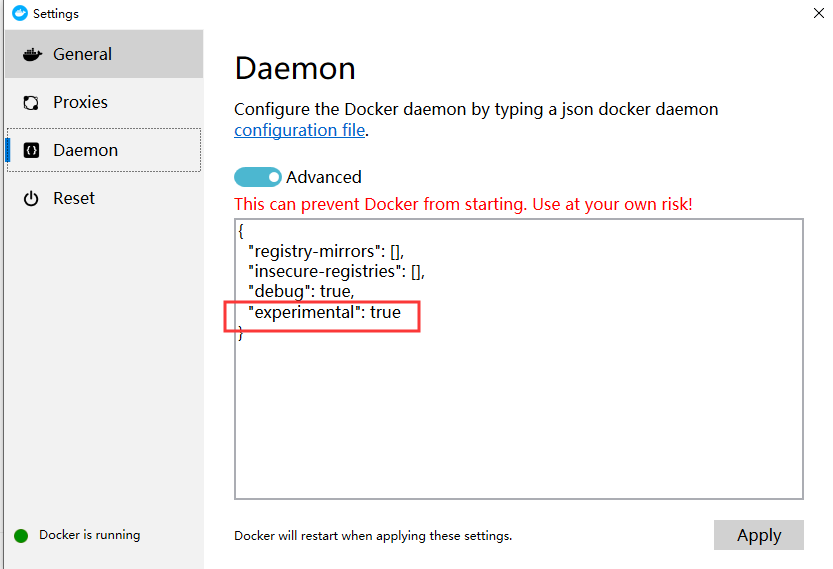 Settings
General
Proxies
Daemon
Reset
Docker is running
Daemon
Configure the Docker daemon by typing a json docker daemon
configuration file.
Advanced
This can prevent Docker from starting. Use at your own risk!
{
"registry-mirrors": [],
"insecure-registries": [],
"debug": true,
"experimental": true
}
Docker will restart when applying these settings.
Apply